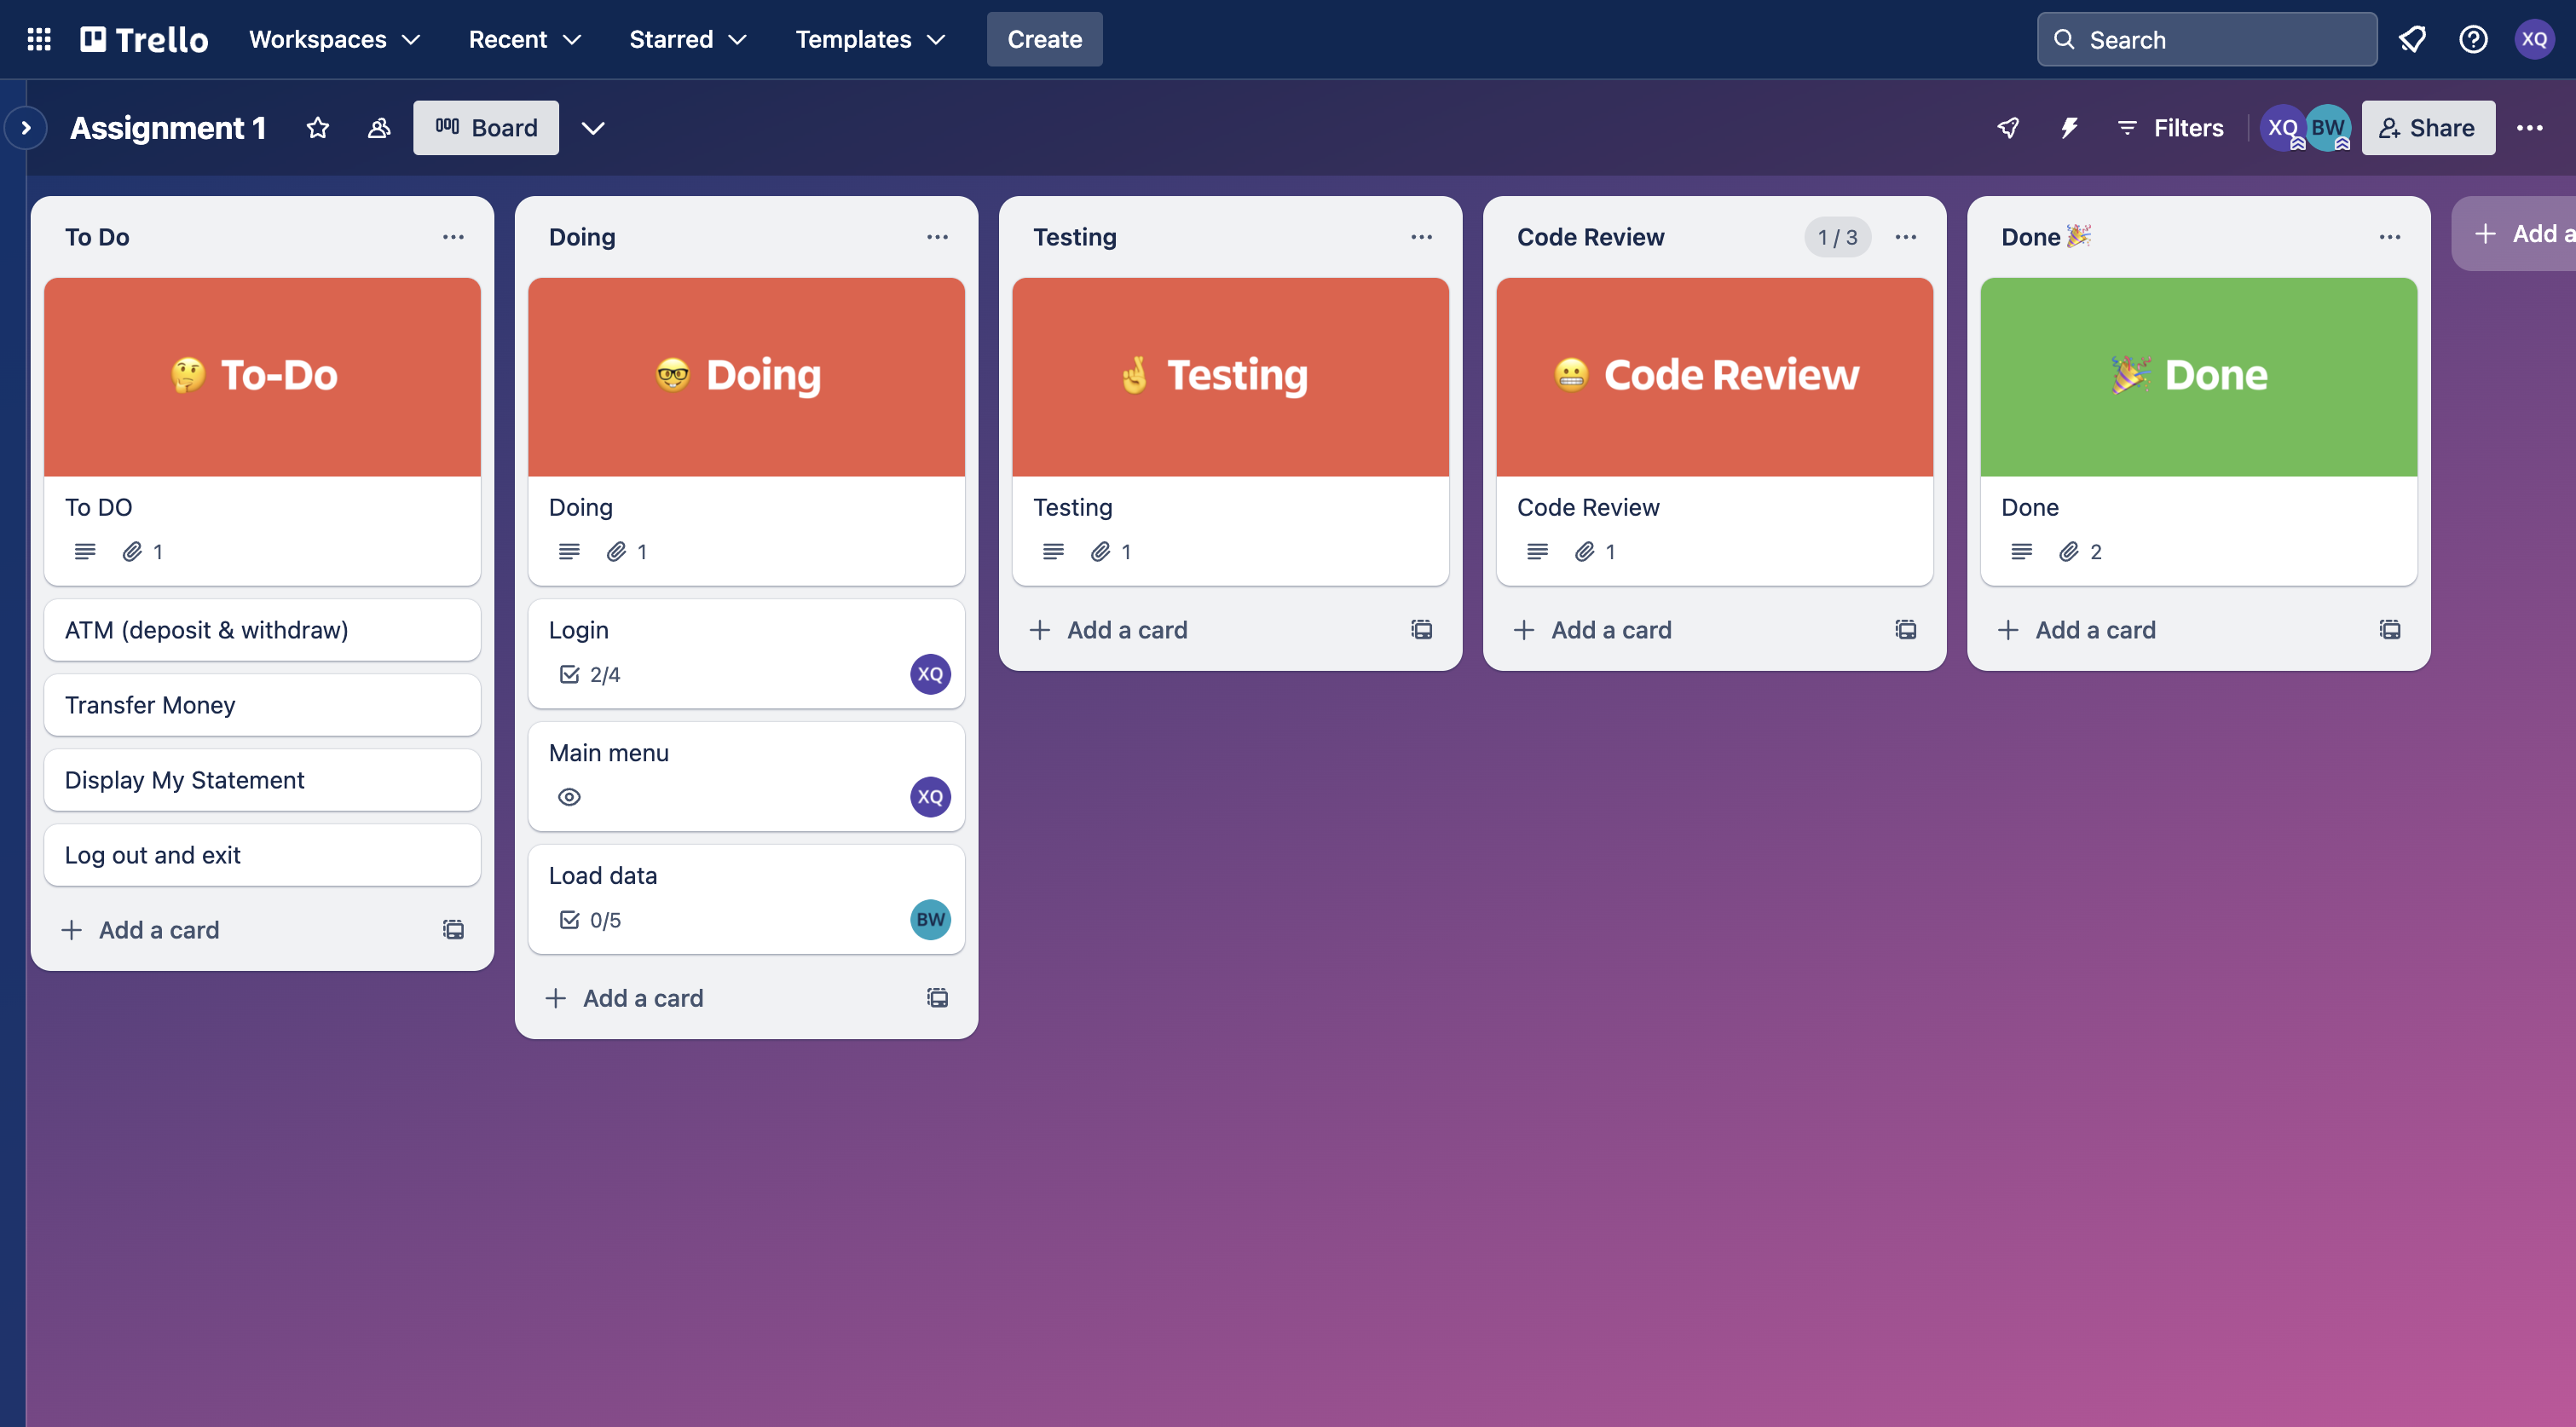 Trello Workspaces Recent Starred Templates Create Search XQ
Assignment 1 Board Filters XQ BW Share
To Do
🤔 To-Do
To DO
1
ATM (deposit & withdraw)
Transfer Money
Display My Statement
Log out and exit
Add a card
Doing
🤓 Doing
Doing
1
Login
2/4 XQ
Main menu
XQ
Load data
0/5 BW
Add a card
Testing
🤞 Testing
Testing
1
Add a card
Code Review 1 / 3
😬 Code Review
Code Review
1
Add a card
Done 🎉
🎉 Done
Done
2
Add a card
Add a